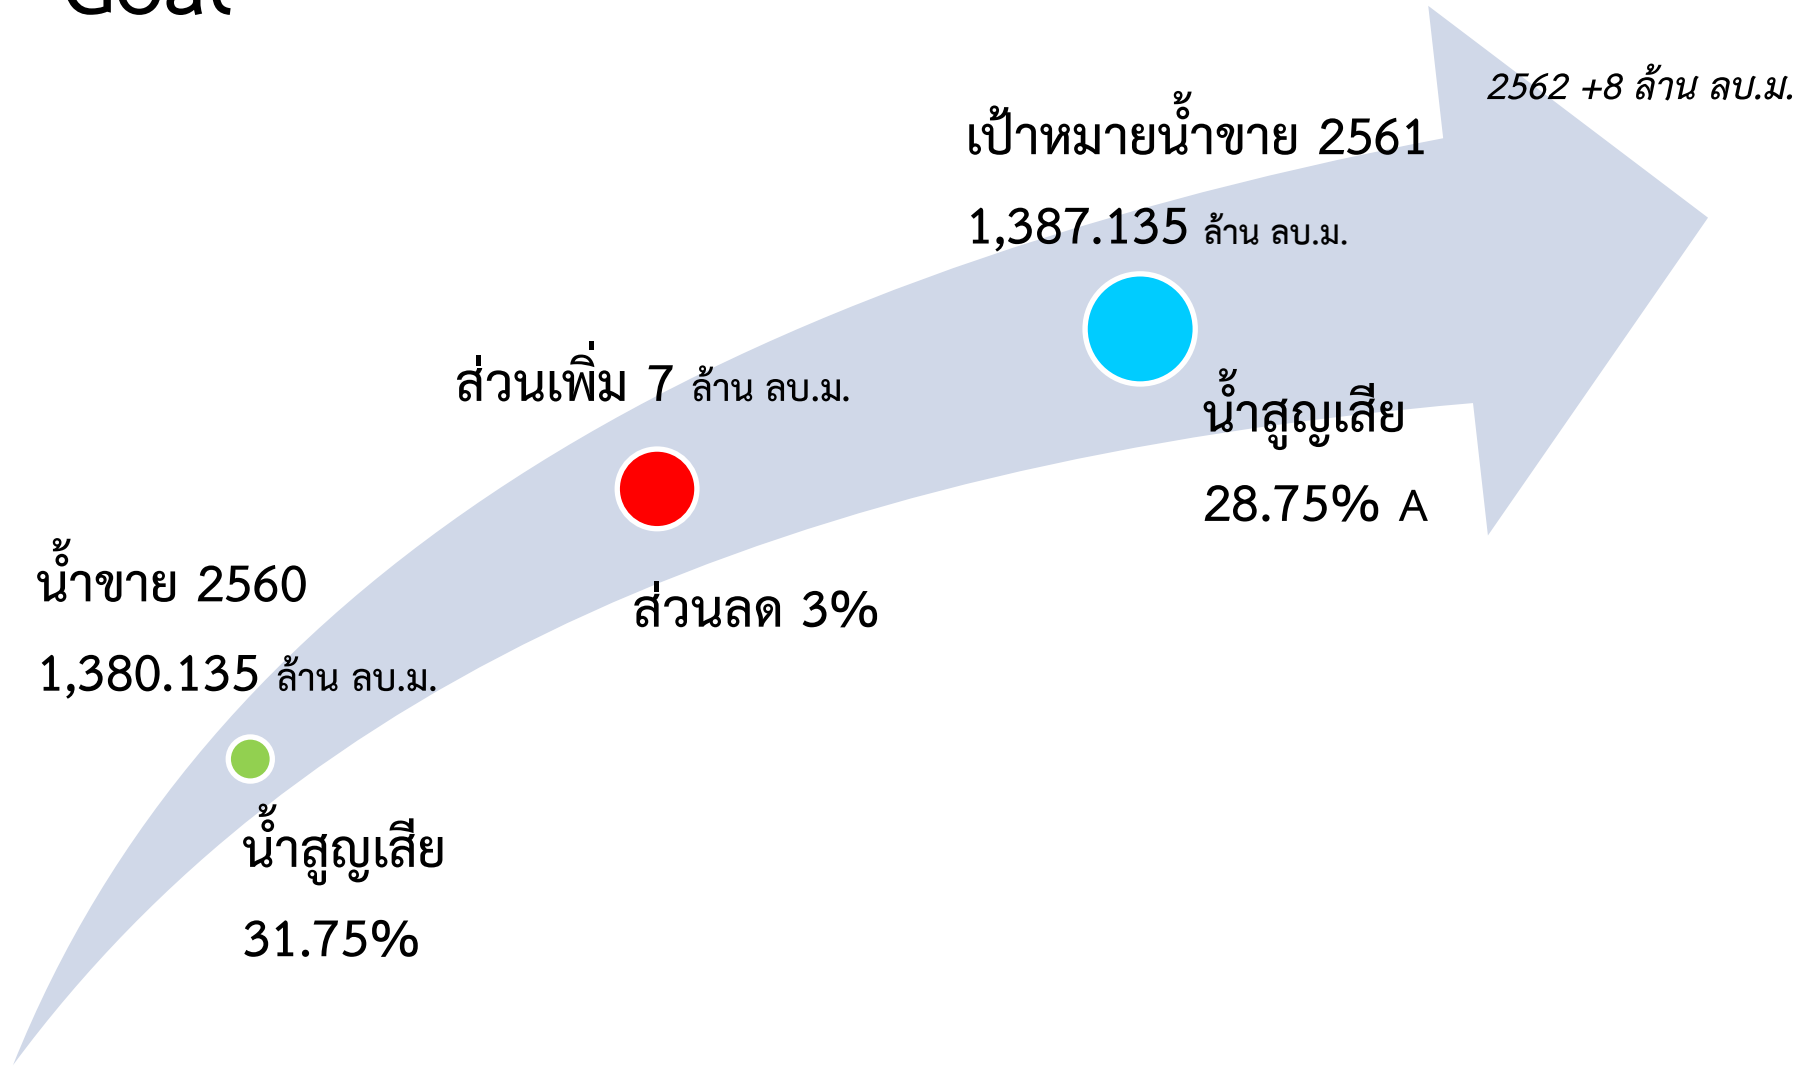 Goal
2562 +8 ล้าน ลบ.ม.
เป้าหมายน้ำขาย 2561
1,387.135 ล้าน ลบ.ม.
ส่วนเพิ่ม 7 ล้าน ลบ.ม.
น้ำสูญเสีย
28.75% A
น้ำขาย 2560
1,380.135 ล้าน ลบ.ม.
ส่วนลด 3%
น้ำสูญเสีย
31.75%